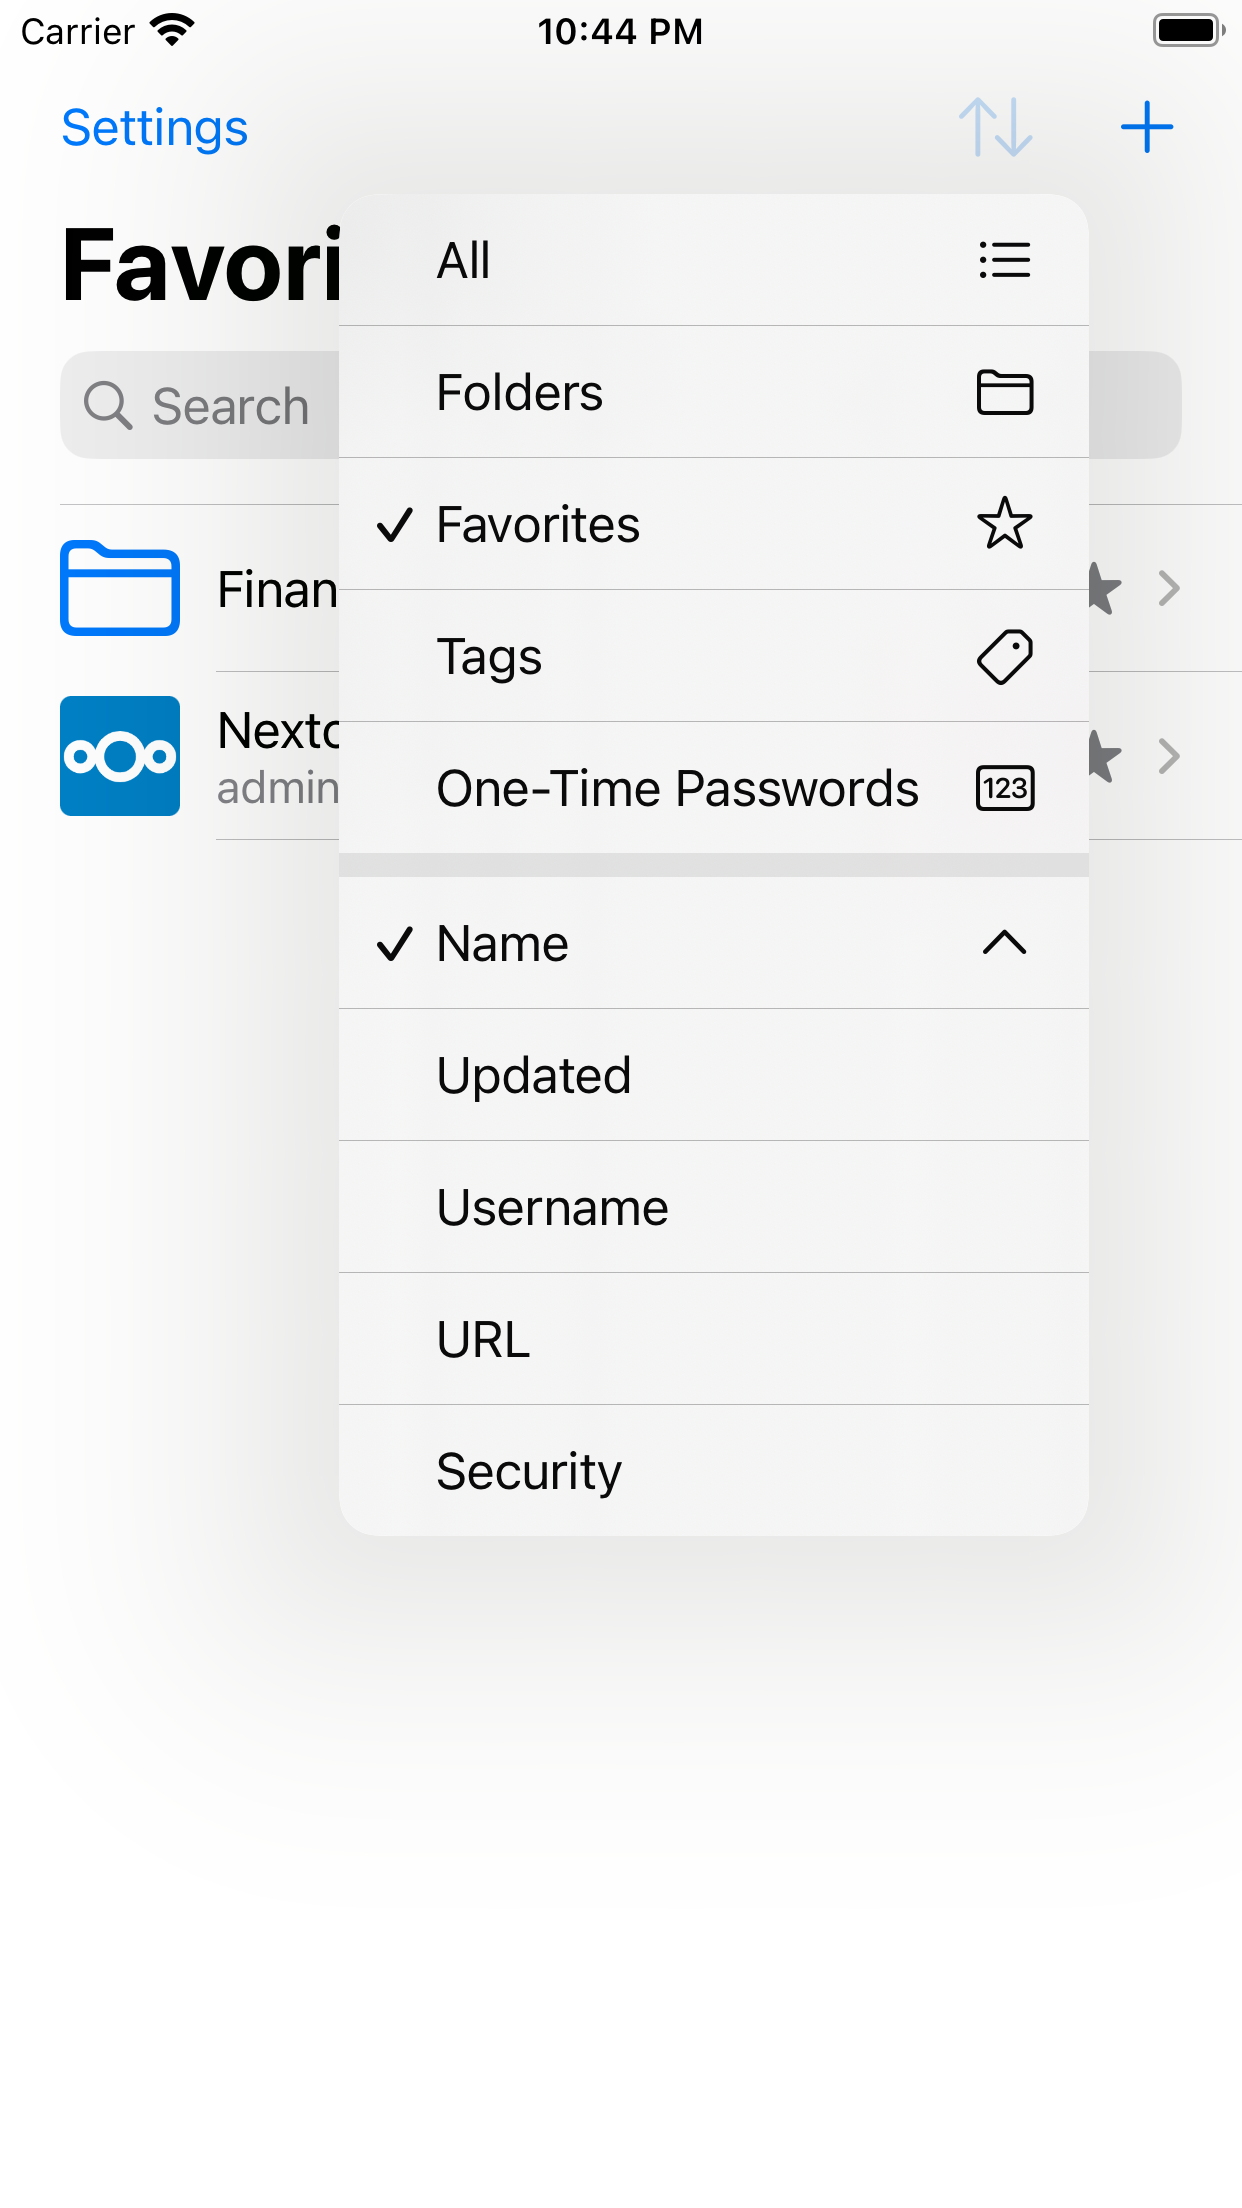 Carrier
10:44 PM
Settings
Favori
Search
Finan
Nextc
admin
All
Folders
Favorites
Tags
One-Time Passwords
123
Name
Updated
Username
URL
Security